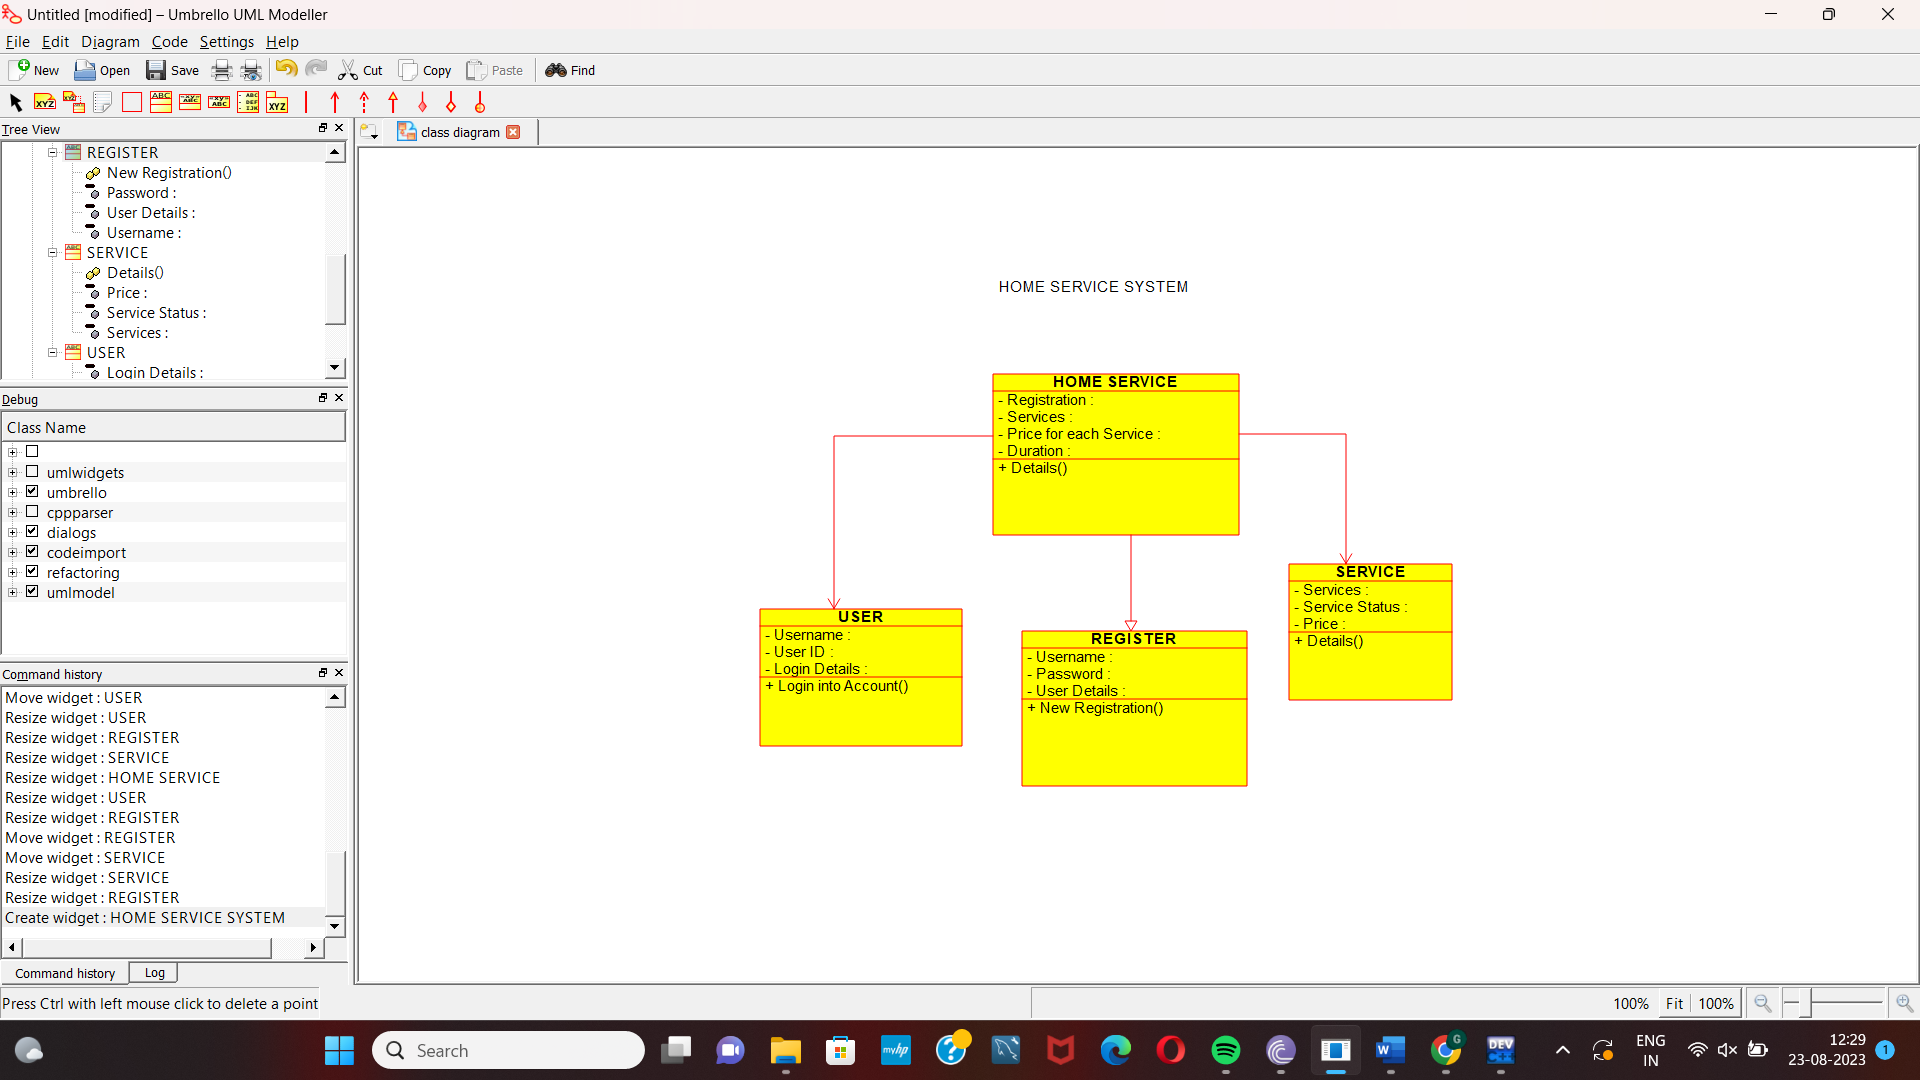 Untitled [modified] – Umbrello UML Modeller
File Edit Diagram Code Settings Help
New Open Save Cut Copy Paste Find
Tree View
class diagram
REGISTER
New Registration()
Password :
User Details :
Username :
SERVICE
Details()
Price :
Service Status :
Services :
USER
Login Details :
Debug
Class Name
umlwidgets
umbrello
cppparser
dialogs
codeimport
refactoring
umlmodel
Command history
Move widget : USER
Resize widget : USER
Resize widget : REGISTER
Resize widget : SERVICE
Resize widget : HOME SERVICE
Resize widget : USER
Resize widget : REGISTER
Move widget : REGISTER
Move widget : SERVICE
Resize widget : SERVICE
Resize widget : REGISTER
Create widget : HOME SERVICE SYSTEM
Command history Log
HOME SERVICE SYSTEM
HOME SERVICE
- Registration :
- Services :
- Price for each Service :
- Duration :
+ Details()
USER
- Username :
- User ID :
- Login Details :
+ Login into Account()
REGISTER
- Username :
- Password :
- User Details :
+ New Registration()
SERVICE
- Services :
- Service Status :
- Price :
+ Details()
Press Ctrl with left mouse click to delete a point
100% Fit 100%
Search
myhp
W
G
DEV
C++
ENG
IN
12:29
23-08-2023
1